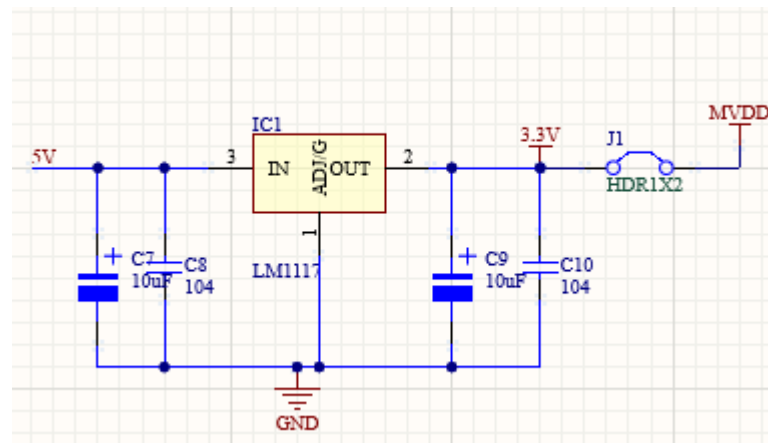 MVDD
IC1
3.3V
J1
5V
3
IN
ADJ/G
OUT
2
HDR1X2
1
C7
10uF
C8
104
LM1117
C9
10uF
C10
104
GND